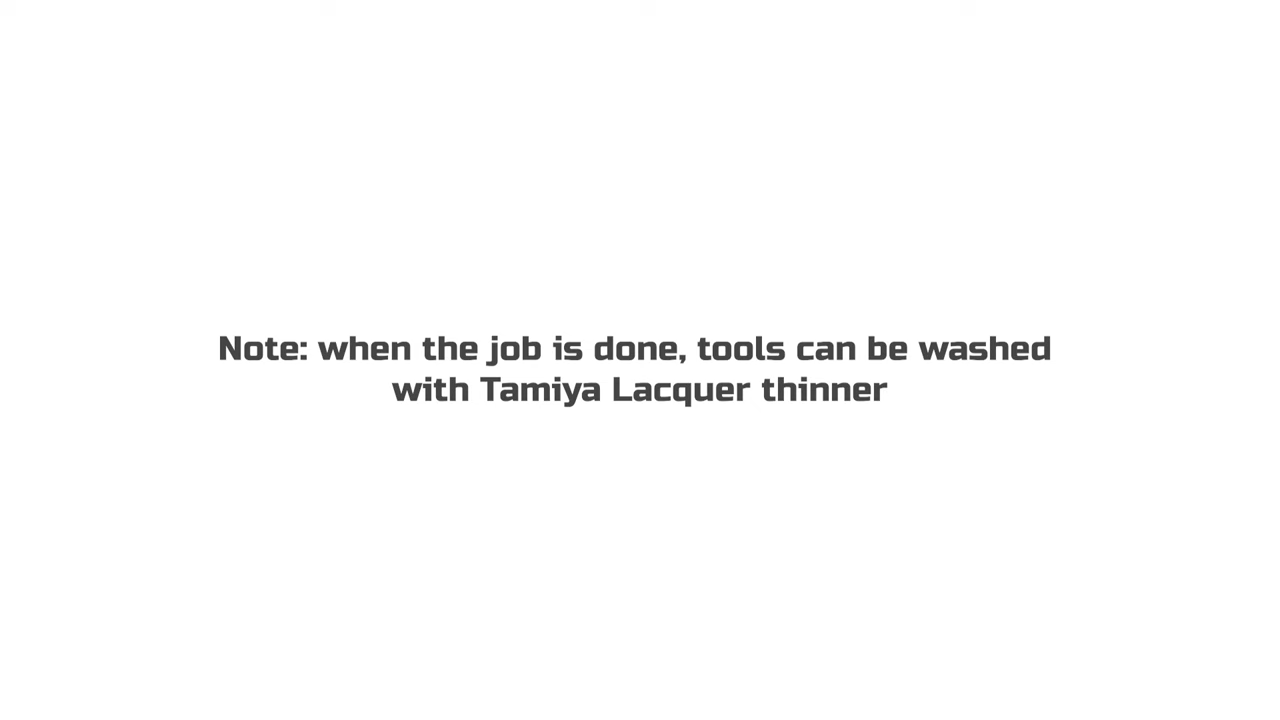 Note: when the job is done, tools can be washed
with Tamiya Lacquer thinner